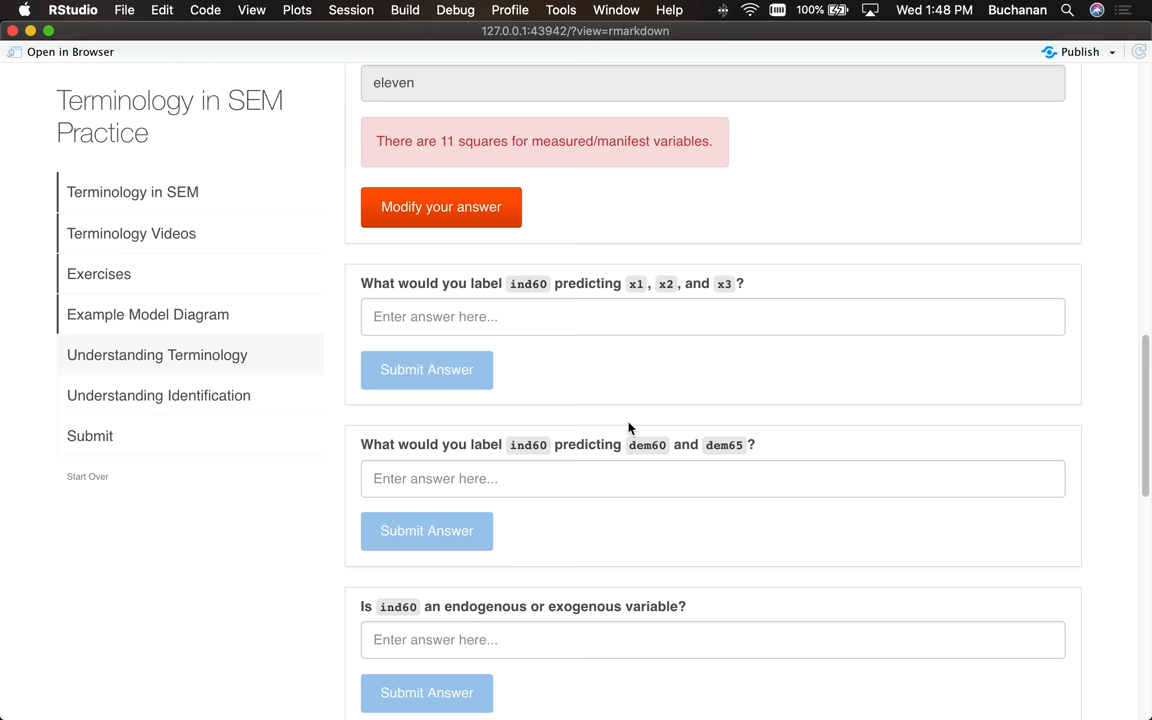 RStudio File Edit Code View Plots Session Build Debug Profile Tools Window Help 100% Wed 1:48 PM Buchanan
127.0.0.1:43942/?view=rmarkdown
Open in Browser Publish
Terminology in SEM
Practice
Terminology in SEM
Terminology Videos
Exercises
Example Model Diagram
Understanding Terminology
Understanding Identification
Submit
Start Over
eleven
There are 11 squares for measured/manifest variables.
Modify your answer
What would you label ind60 predicting x1, x2, and x3?
Enter answer here...
Submit Answer
What would you label ind60 predicting dem60 and dem65?
Enter answer here...
Submit Answer
Is ind60 an endogenous or exogenous variable?
Enter answer here...
Submit Answer